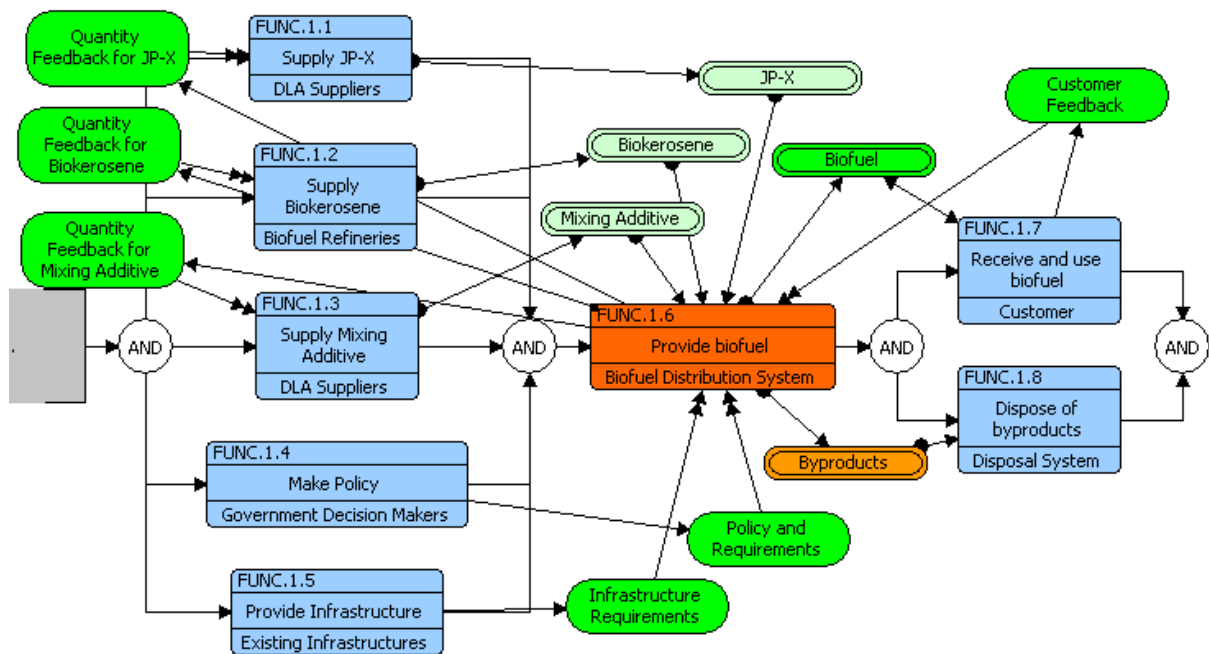 Quantity
Feedback for JP-X
FUNC.1.1
Supply JP-X
DLA Suppliers
JP-X
Customer
Feedback
Quantity
Feedback for
Biokerosene
FUNC.1.2
Supply
Biokerosene
Biofuel Refineries
Biokerosene
Biofuel
Mixing Additive
Quantity
Feedback for
Mixing Additive
FUNC.1.7
Receive and use
biofuel
Customer
.
AND
FUNC.1.3
Supply Mixing
Additive
DLA Suppliers
AND
FUNC.1.6
Provide biofuel
Biofuel Distribution System
AND
AND
FUNC.1.8
Dispose of
byproducts
Disposal System
Byproducts
FUNC.1.4
Make Policy
Government Decision Makers
Policy and
Requirements
FUNC.1.5
Provide Infrastructure
Existing Infrastructures
Infrastructure
Requirements